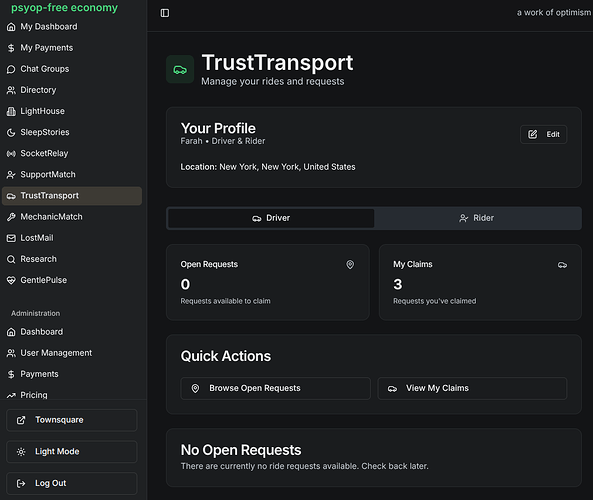 psyop-free economy
a work of optimism
My Dashboard
My Payments
Chat Groups
Directory
LightHouse
SleepStories
SocketRelay
SupportMatch
TrustTransport
MechanicMatch
LostMail
Research
GentlePulse
Administration
Dashboard
User Management
Payments
Pricing
Townsquare
Light Mode
Log Out
TrustTransport
Manage your rides and requests
Your Profile
Farah • Driver & Rider
Edit
Location: New York, New York, United States
Driver
Rider
Open Requests
0
Requests available to claim
My Claims
3
Requests you've claimed
Quick Actions
Browse Open Requests
View My Claims
No Open Requests
There are currently no ride requests available. Check back later.